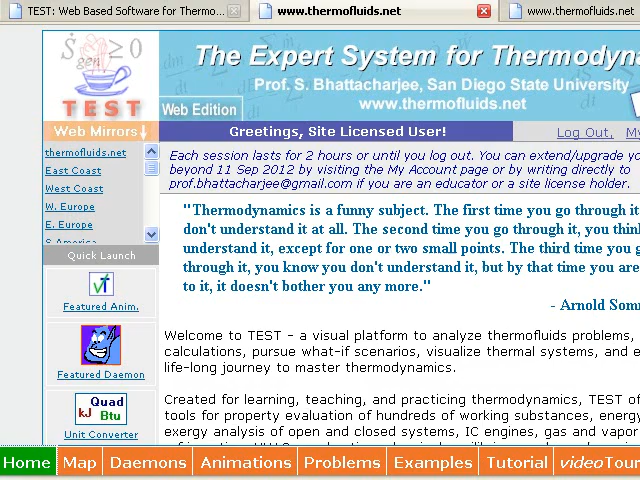 TEST: Web Based Software for Thermo...
www.thermofluids.net
www.thermofluids.net
S gen ≥ 0
TEST
The Expert System for Thermodyna
Prof. S. Bhattacharjee, San Diego State University
www.thermofluids.net
Web Edition
Web Mirrors
Greetings, Site Licensed User!
Log Out, My
thermofluids.net
East Coast
West Coast
W. Europe
E. Europe
S America
Each session lasts for 2 hours or until you log out. You can extend/upgrade yo
beyond 11 Sep 2012 by visiting the My Account page or by writing directly to
prof.bhattacharjee@gmail.com if you are an educator or a site license holder.
"Thermodynamics is a funny subject. The first time you go through it
don't understand it at all. The second time you go through it, you think
understand it, except for one or two small points. The third time you g
through it, you know you don't understand it, but by that time you are
to it, it doesn't bother you any more."
- Arnold Som
Quick Launch
Featured Anim.
Featured Daemon
Quad
kJ Btu
Unit Converter
Welcome to TEST - a visual platform to analyze thermofluids problems,
calculations, pursue what-if scenarios, visualize thermal systems, and e
life-long journey to master thermodynamics.
Created for learning, teaching, and practicing thermodynamics, TEST of
tools for property evaluation of hundreds of working substances, energy
exergy analysis of open and closed systems, IC engines, gas and vapor
Home Map Daemons Animations Problems Examples Tutorial videoTour